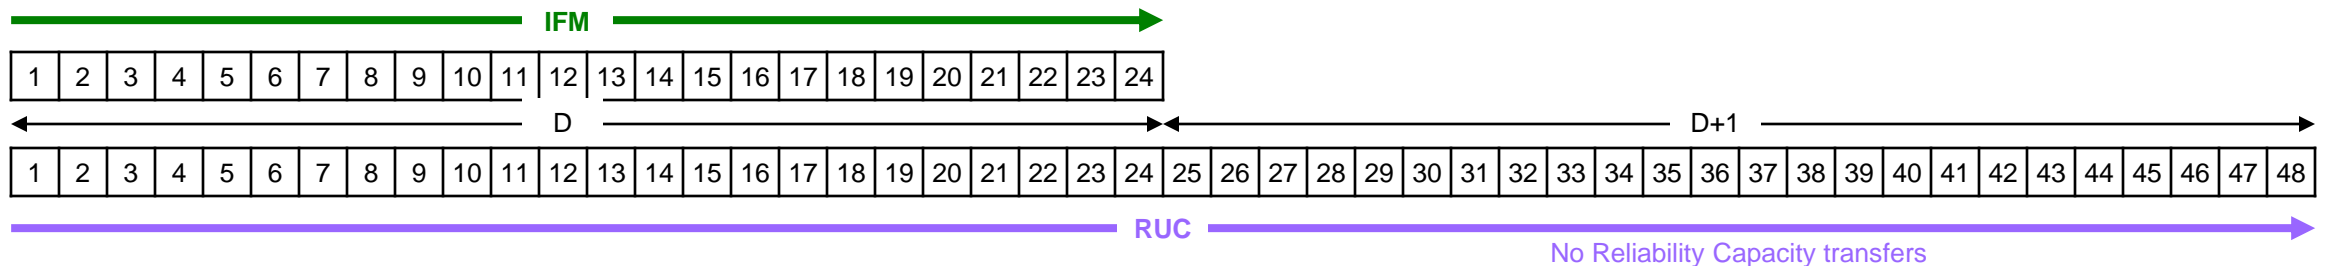 IFM
1 2 3 4 5 6 7 8 9 10 11 12 13 14 15 16 17 18 19 20 21 22 23 24
D D+1
1 2 3 4 5 6 7 8 9 10 11 12 13 14 15 16 17 18 19 20 21 22 23 24 25 26 27 28 29 30 31 32 33 34 35 36 37 38 39 40 41 42 43 44 45 46 47 48
RUC
No Reliability Capacity transfers